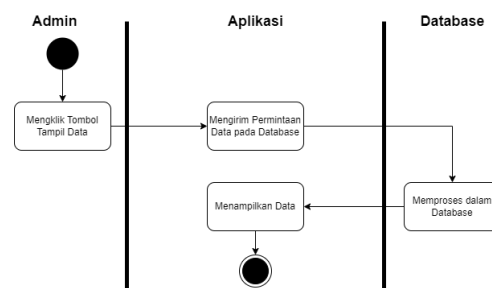 Admin
Aplikasi
Database
Mengklik Tombol
Tampil Data
Mengirim Permintaan
Data pada Database
Menampilkan Data
Memproses dalam
Database